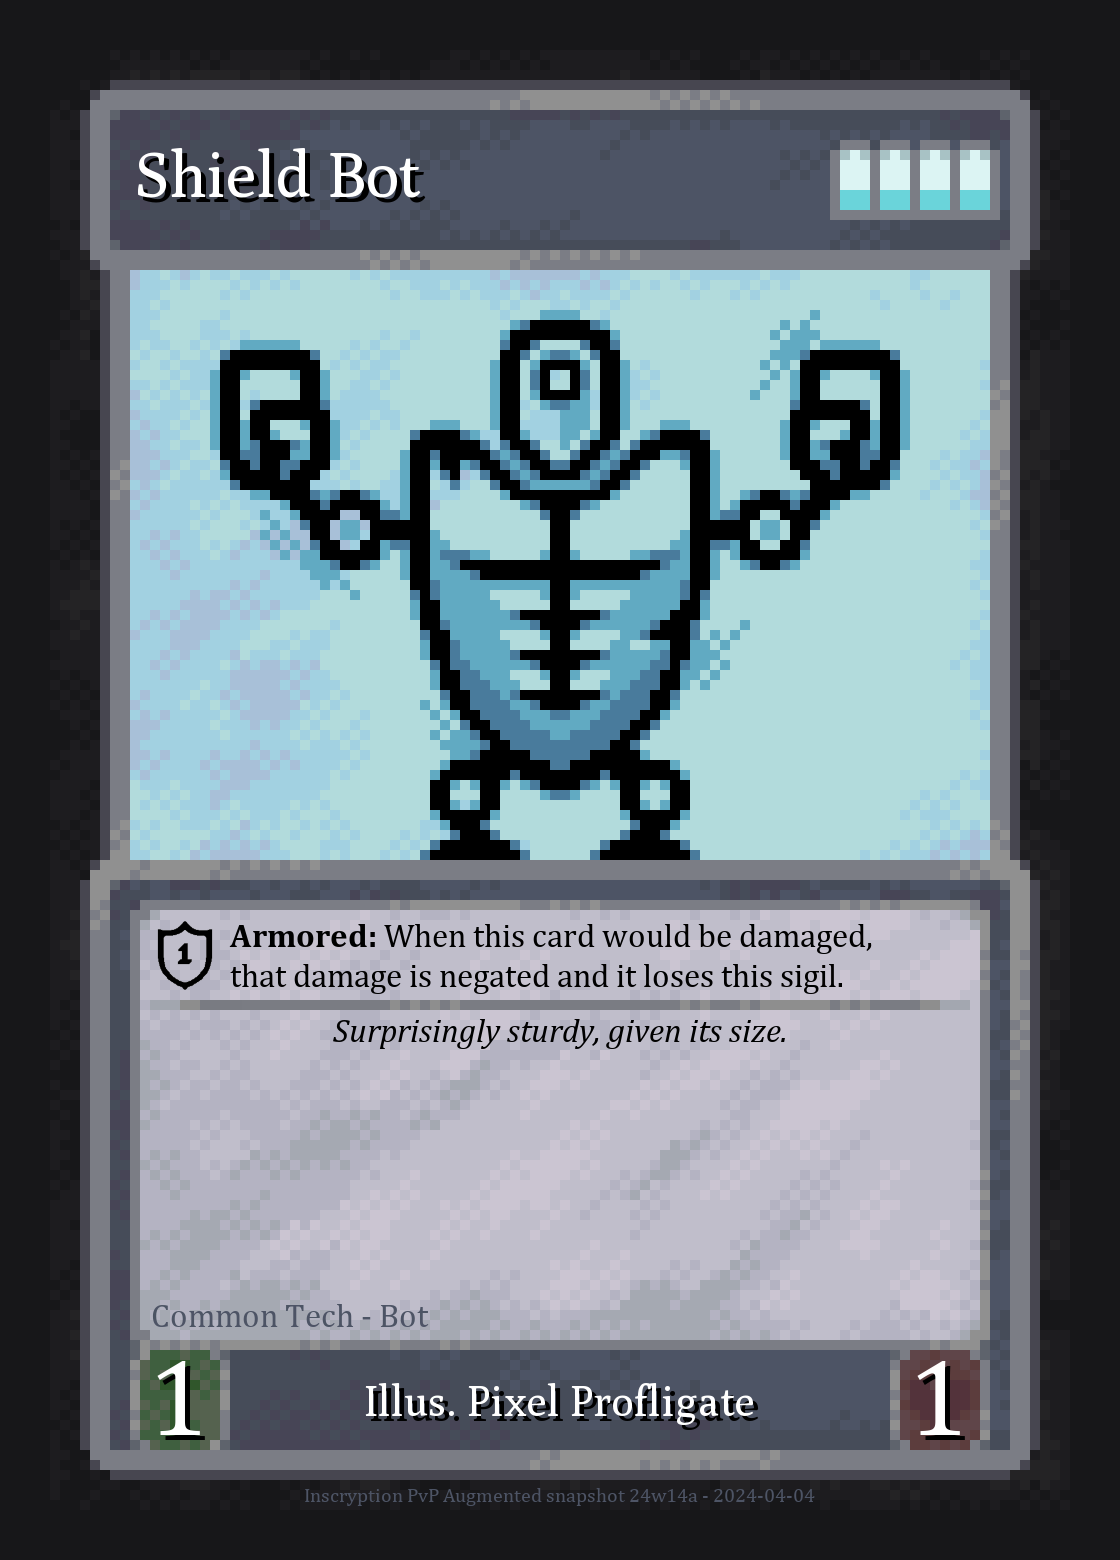 Shield Bot
1
Armored: When this card would be damaged,
that damage is negated and it loses this sigil.
Surprisingly sturdy, given its size.
Common Tech - Bot
1
Illus. Pixel Profligate
1
Inscryption PvP Augmented snapshot 24w14a - 2024-04-04